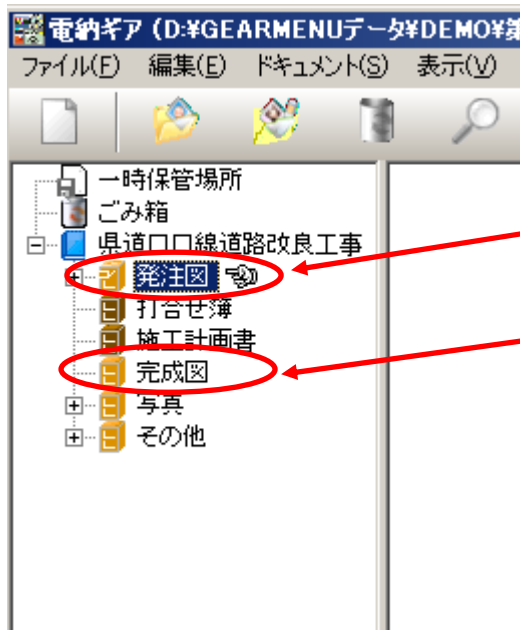 電納ギア (D:¥GEARMENUデータ¥DEMO¥
ファイル(F) 編集(E) ドキュメント(S) 表示(V)
一時保管場所
ごみ箱
県道口口線道路改良工事
発注図
打合せ簿
施工計画書
完成図
写真
その他